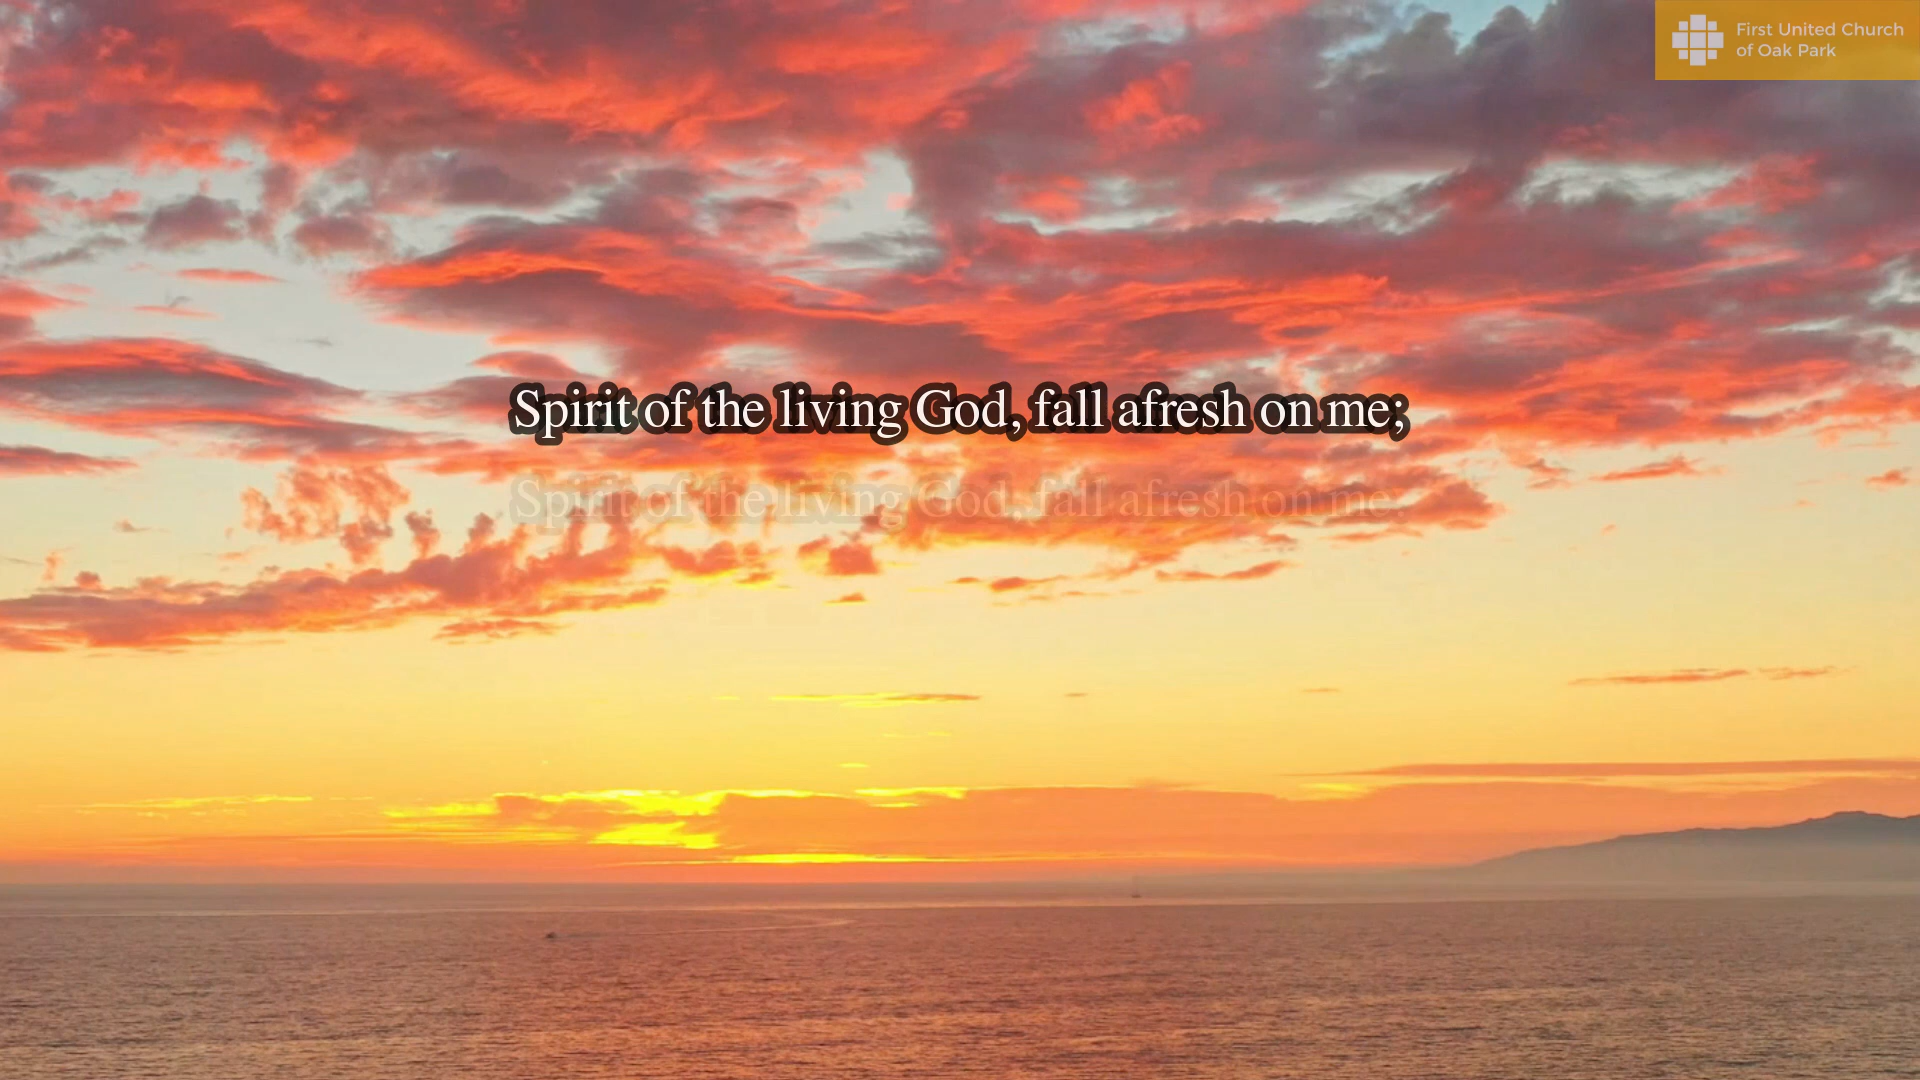 First United Church
of Oak Park
Spirit of the living God, fall afresh on me;
Spirit of the living God, fall afresh on me.